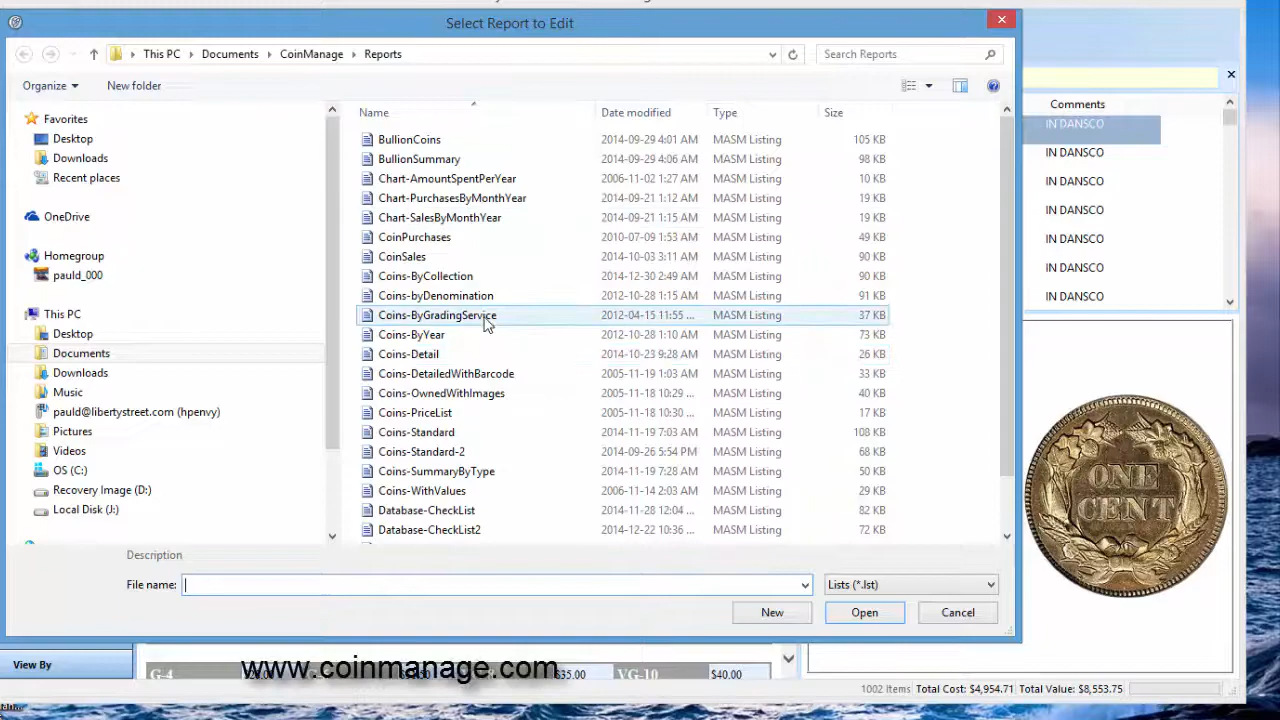 Select Report to Edit
This PC
Documents
CoinManage
Reports
Search Reports
Organize
New folder
Comments
Name
Date modified
Type
Size
Favorites
Desktop
Downloads
Recent places
OneDrive
Homegroup
pauld_000
This PC
Desktop
Documents
Downloads
Music
pauld@libertystreet.com (hpenvy)
Pictures
Videos
OS (C:)
Recovery Image (D:)
Local Disk (J:)
BullionCoins 2014-09-29 4:01 AM MASM Listing 105 KB
BullionSummary 2014-09-29 4:06 AM MASM Listing 98 KB
Chart-AmountSpentPerYear 2006-11-02 1:27 AM MASM Listing 10 KB
Chart-PurchasesByMonthYear 2014-09-21 1:12 AM MASM Listing 19 KB
Chart-SalesByMonthYear 2014-09-21 1:15 AM MASM Listing 19 KB
CoinPurchases 2010-07-09 1:53 AM MASM Listing 49 KB
CoinSales 2014-10-03 3:11 AM MASM Listing 90 KB
Coins-ByCollection 2014-12-30 2:49 AM MASM Listing 90 KB
Coins-byDenomination 2012-10-28 1:15 AM MASM Listing 91 KB
Coins-ByGradingService 2012-04-15 11:55 ... MASM Listing 37 KB
Coins-ByYear 2012-10-28 1:10 AM MASM Listing 73 KB
Coins-Detail 2014-10-23 9:28 AM MASM Listing 26 KB
Coins-DetailedWithBarcode 2005-11-19 1:03 AM MASM Listing 33 KB
Coins-OwnedWithImages 2005-11-18 10:29 ... MASM Listing 40 KB
Coins-PriceList 2005-11-18 10:30 ... MASM Listing 17 KB
Coins-Standard 2014-11-19 7:03 AM MASM Listing 108 KB
Coins-Standard-2 2014-09-26 5:54 PM MASM Listing 68 KB
Coins-SummaryByType 2014-11-19 7:28 AM MASM Listing 50 KB
Coins-WithValues 2006-11-14 2:03 AM MASM Listing 29 KB
Database-CheckList 2014-11-28 12:04 ... MASM Listing 82 KB
Database-CheckList2 2014-12-22 10:36 ... MASM Listing 72 KB
IN DANSCO
IN DANSCO
IN DANSCO
IN DANSCO
IN DANSCO
IN DANSCO
IN DANSCO
ONE
CENT
Description
File name:
Lists (*.lst)
New
Open
Cancel
View By
G-4
$35.00
VG-10
$40.00
www.coinmanage.com
1002 Items
Total Cost: $4,954.71
Total Value: $8,553.75